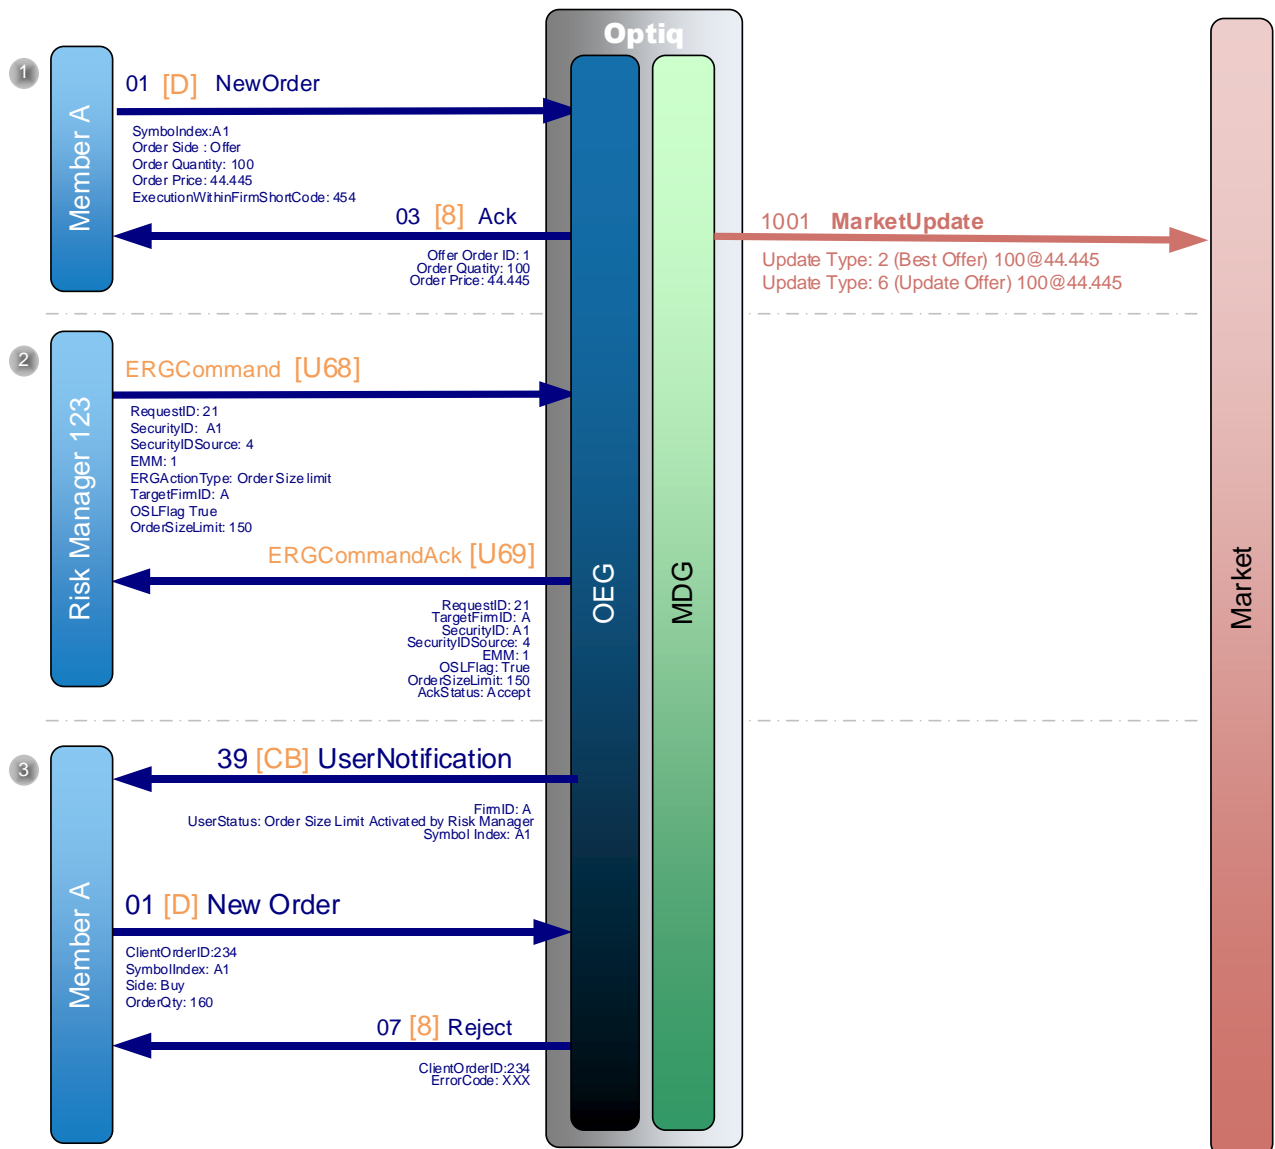 Optiq
1
Member A
01 [D] NewOrder
SymbolIndex:A1
Order Side : Offer
Order Quantity: 100
Order Price: 44.445
ExecutionWithinFirmShortCode: 454
03 [8] Ack
Offer Order ID: 1
Order Quatity: 100
Order Price: 44.445
1001 MarketUpdate
Update Type: 2 (Best Offer) 100@44.445
Update Type: 6 (Update Offer) 100@44.445
2
Risk Manager 123
ERGCommand [U68]
RequestID: 21
SecurityID: A1
SecurityIDSource: 4
EMM: 1
ERGActionType: Order Size limit
TargetFirmID: A
OSLFlag True
OrderSizeLimit: 150
ERGCommandAck [U69]
RequestID: 21
TargetFirmID: A
SecurityID: A1
SecurityIDSource: 4
EMM: 1
OSLFlag: True
OrderSizeLimit: 150
AckStatus: Accept
OEG
MDG
Market
3
Member A
39 [CB] UserNotification
FirmID: A
UserStatus: Order Size Limit Activated by Risk Manager
Symbol Index: A1
01 [D] New Order
ClientOrderID:234
SymbolIndex: A1
Side: Buy
OrderQty: 160
07 [8] Reject
ClientOrderID:234
ErrorCode: XXX